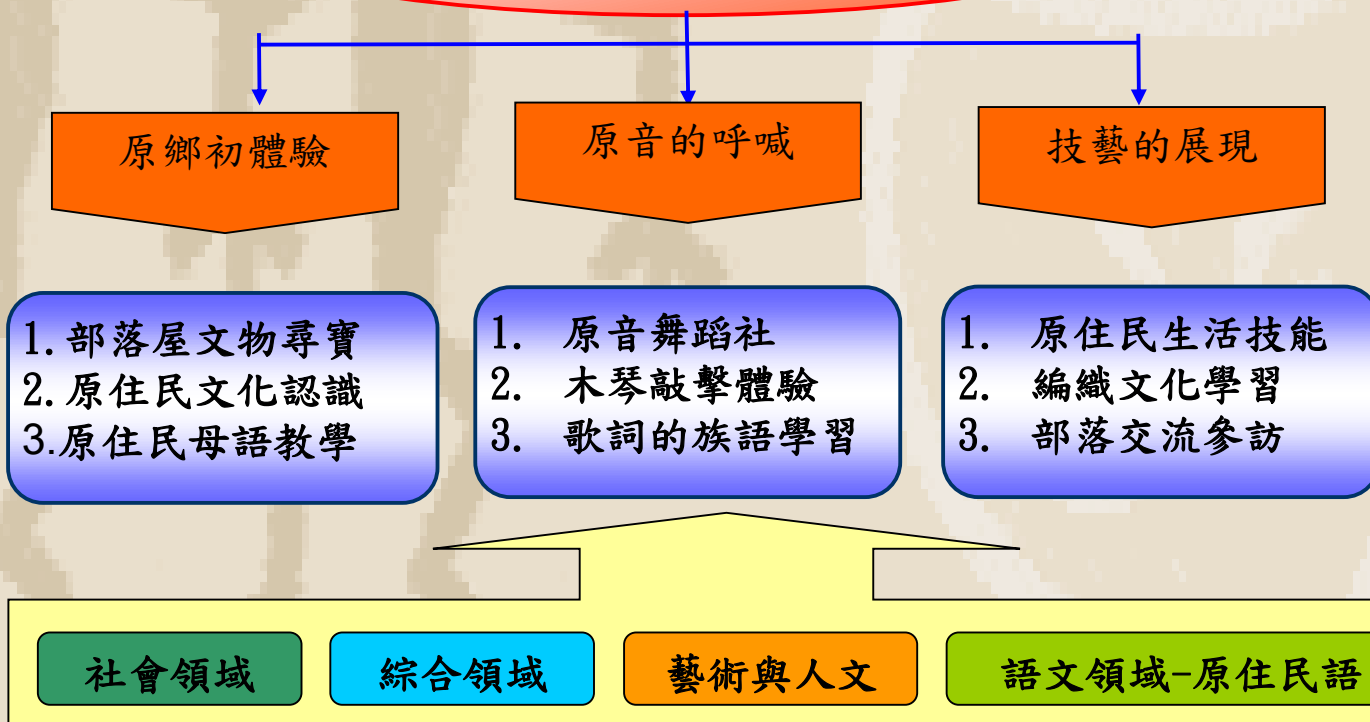 原鄉初體驗
原音的呼喊
技藝的展現
1.部落屋文物尋寶
2.原住民文化認識
3.原住民母語教學
1. 原音舞蹈社
2. 木琴敲擊體驗
3. 歌詞的族語學習
1. 原住民生活技能
2. 編織文化學習
3. 部落交流參訪
社會領域
綜合領域
藝術與人文
語文領域-原住民語